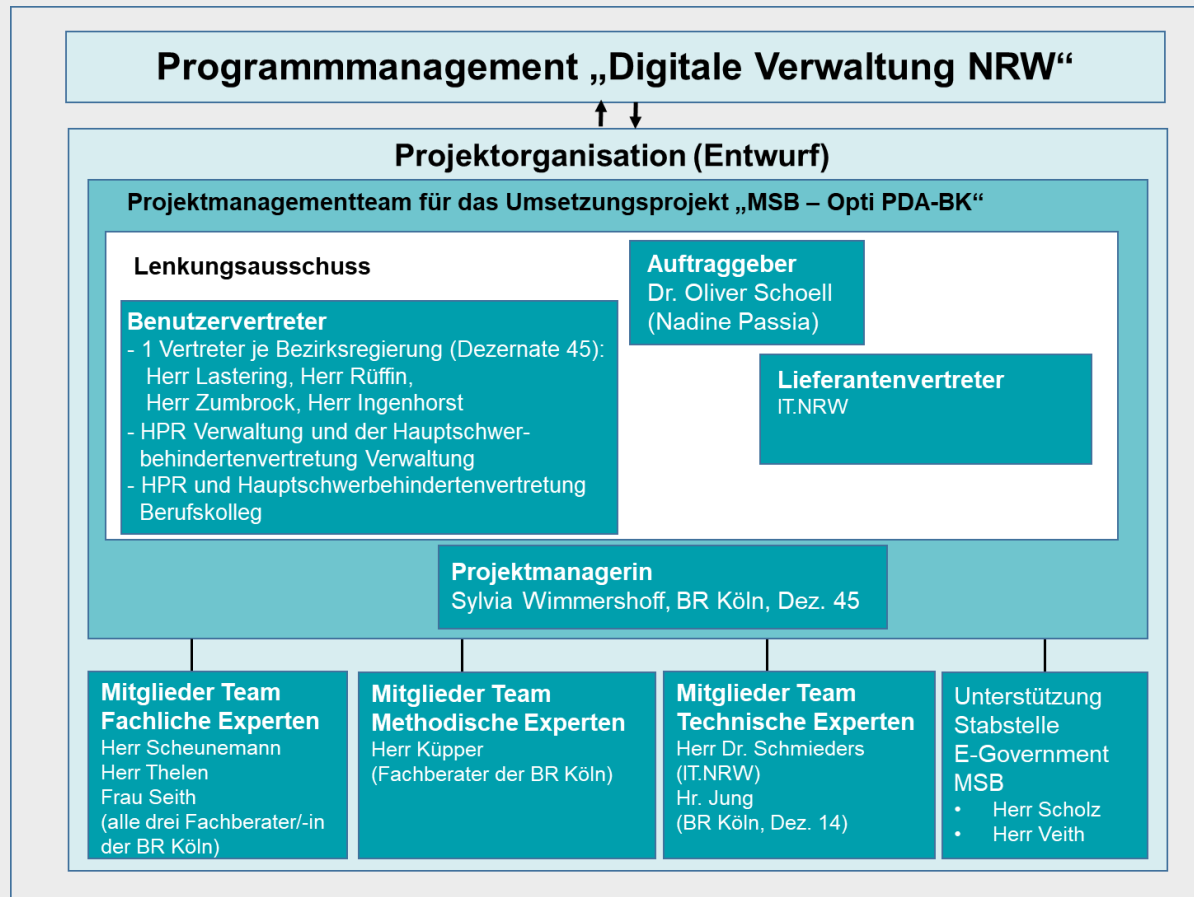 Programmmanagement „Digitale Verwaltung NRW“
Projektorganisation (Entwurf)
Projektmanagementteam für das Umsetzungsprojekt „MSB – Opti PDA-BK“
Lenkungsausschuss
Auftraggeber
Dr. Oliver Schoell
(Nadine Passia)
Benutzervertreter
- 1 Vertreter je Bezirksregierung (Dezernate 45):
Herr Lastering, Herr Rüffin,
Herr Zumbrock, Herr Ingenhorst
- HPR Verwaltung und der Hauptschwer-
behindertenvertretung Verwaltung
- HPR und Hauptschwerbehindertenvertretung
Berufskolleg
Lieferantenvertreter
IT.NRW
Projektmanagerin
Sylvia Wimmershoff, BR Köln, Dez. 45
Mitglieder Team
Fachliche Experten
Herr Scheunemann
Herr Thelen
Frau Seith
(alle drei Fachberater/-in
der BR Köln)
Mitglieder Team
Methodische Experten
Herr Küpper
(Fachberater der BR Köln)
Mitglieder Team
Technische Experten
Herr Dr. Schmieders
(IT.NRW)
Hr. Jung
(BR Köln, Dez. 14)
Unterstützung
Stabstelle
E-Government
MSB
• Herr Scholz
• Herr Veith